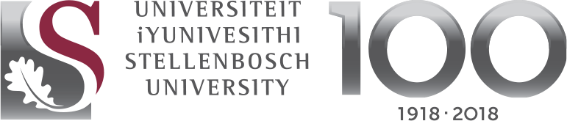 S
UNIVERSITEIT
iYUNIVESITHI
STELLENBOSCH
UNIVERSITY
100
1918 · 2018